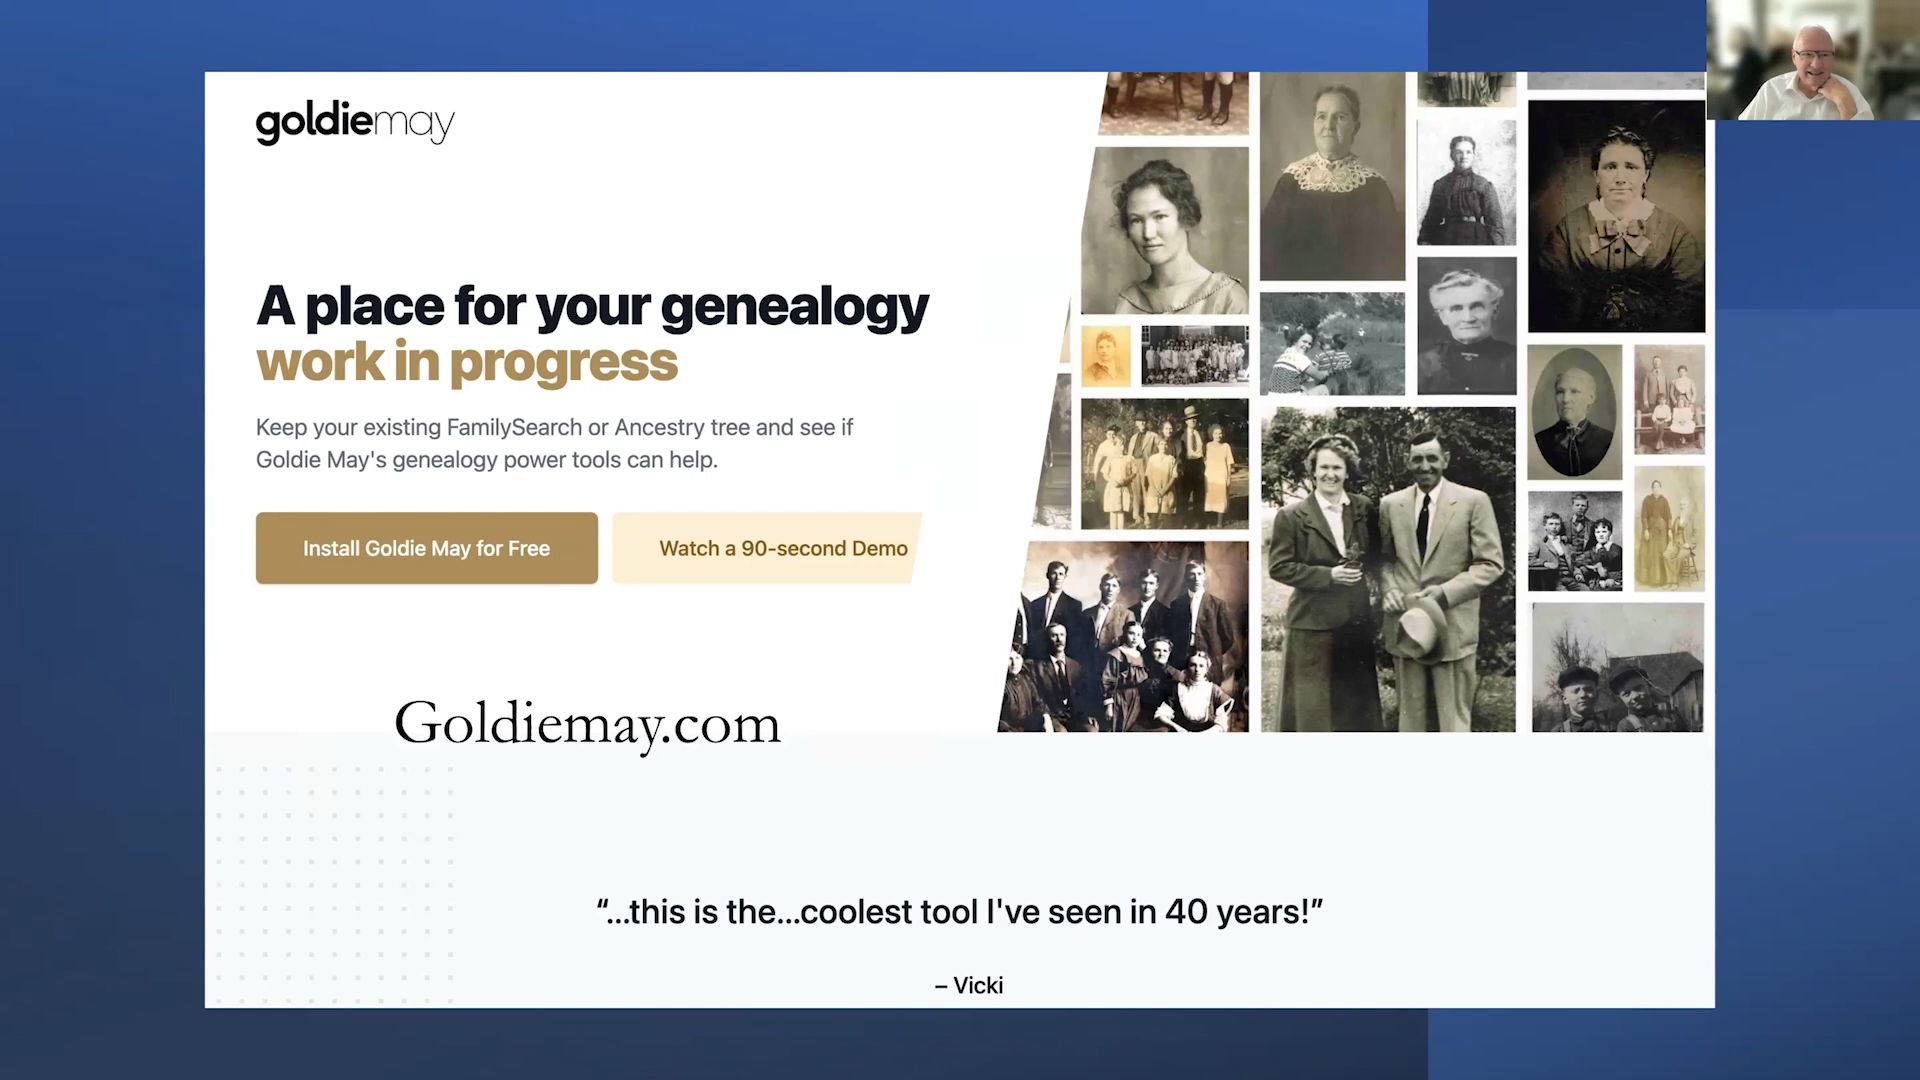 goldiemay
A place for your genealogy
work in progress
Keep your existing FamilySearch or Ancestry tree and see if
Goldie May's genealogy power tools can help.
Install Goldie May for Free
Watch a 90-second Demo
Goldiemay.com
“...this is the...coolest tool I've seen in 40 years!”
– Vicki